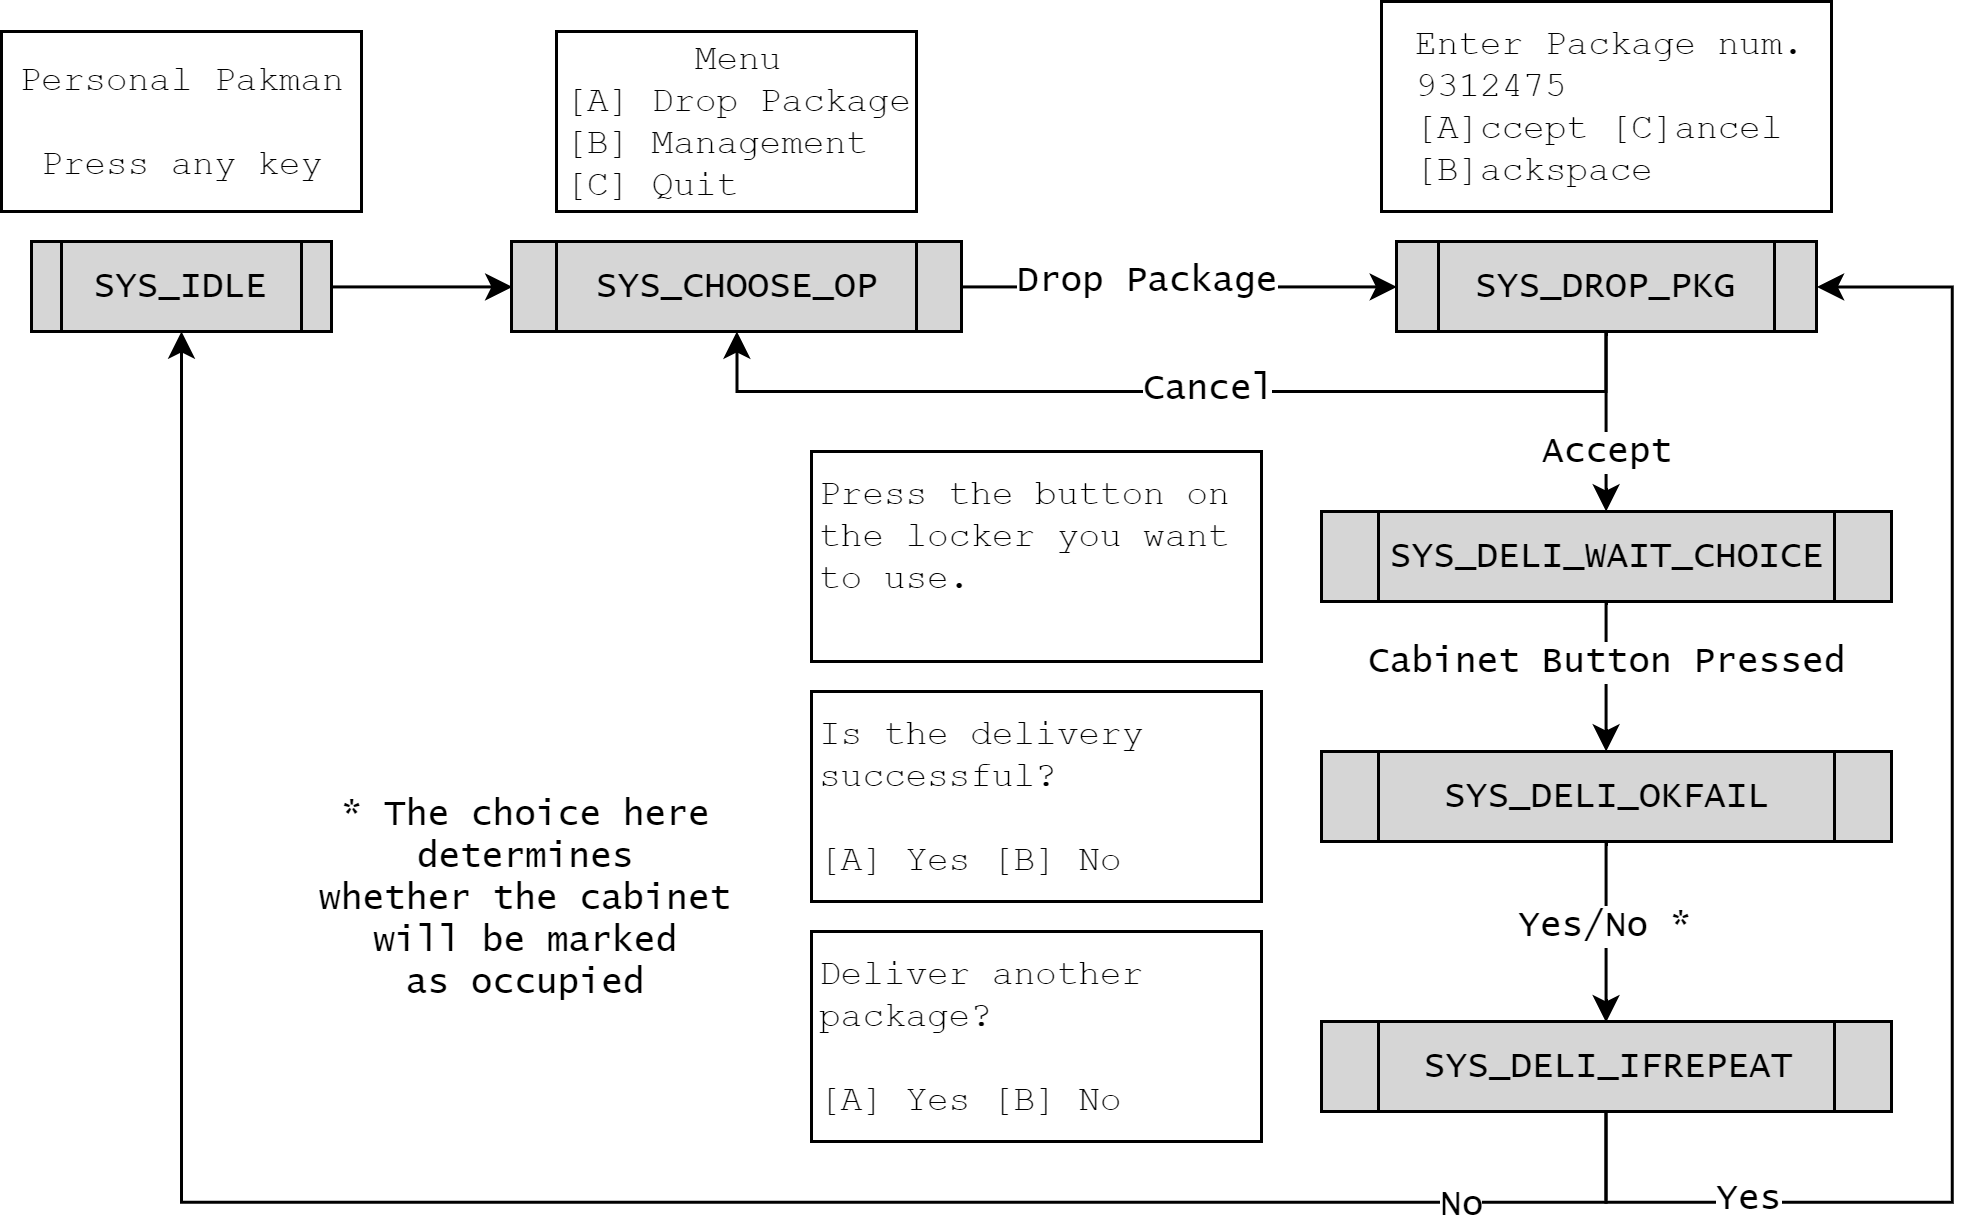 Personal Pakman
Press any key
Menu
[A] Drop Package
[B] Management
[C] Quit
Enter Package num.
9312475
[A]ccept [C]ancel
[B]ackspace
SYS_IDLE
SYS_CHOOSE_OP
Drop Package
SYS_DROP_PKG
Cancel
Accept
Press the button on
the locker you want
to use.
SYS_DELI_WAIT_CHOICE
Cabinet Button Pressed
Is the delivery
successful?
[A] Yes [B] No
SYS_DELI_OKFAIL
* The choice here
determines
whether the cabinet
will be marked
as occupied
Yes/No *
Deliver another
package?
[A] Yes [B] No
SYS_DELI_IFREPEAT
No
Yes